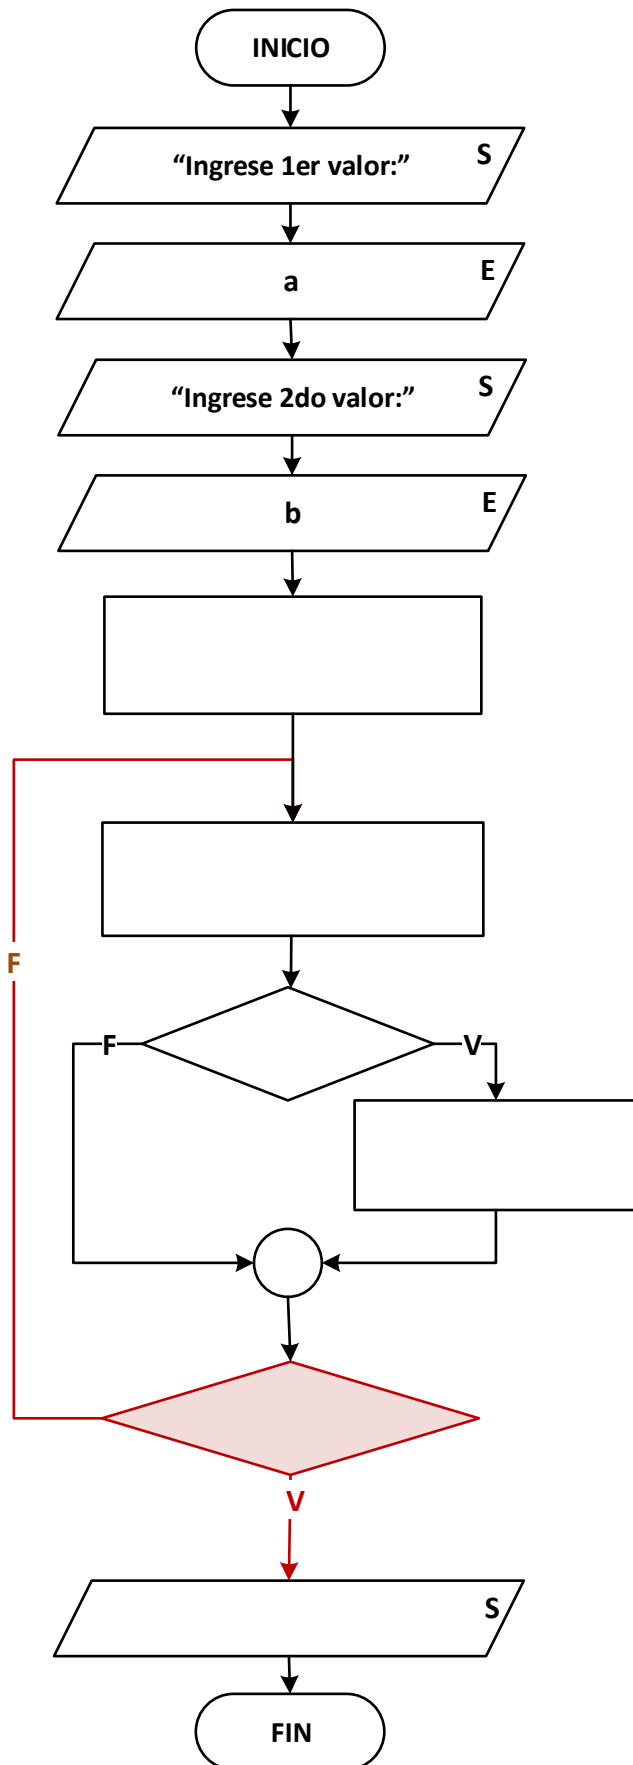 INICIO
“Ingrese 1er valor:” S
a E
“Ingrese 2do valor:” S
b E
F
F V
V
S
FIN